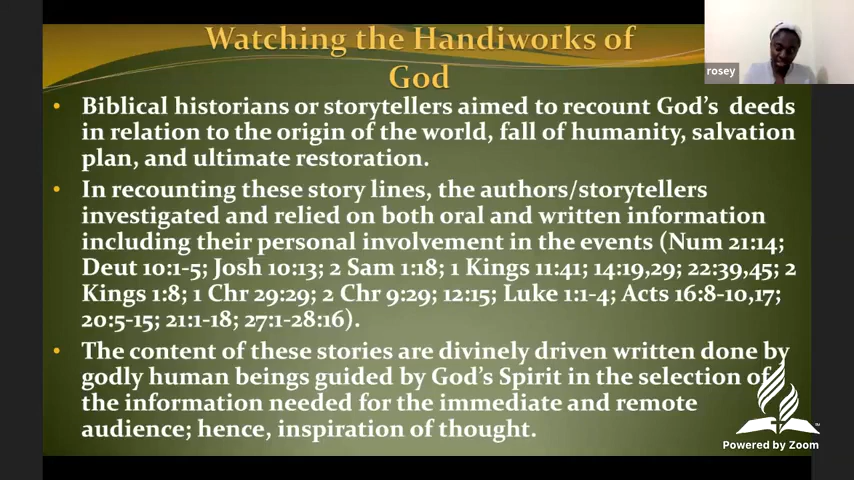 Watching the Handiworks of
God
rosey
• Biblical historians or storytellers aimed to recount God's deeds
in relation to the origin of the world, fall of humanity, salvation
plan, and ultimate restoration.
• In recounting these story lines, the authors/storytellers
investigated and relied on both oral and written information
including their personal involvement in the events (Num 21:14;
Deut 10:1-5; Josh 10:13; 2 Sam 1:18; 1 Kings 11:41; 14:19,29; 22:39,45; 2
Kings 1:8; 1 Chr 29:29; 2 Chr 9:29; 12:15; Luke 1:1-4; Acts 16:8-10,17;
20:5-15; 21:1-18; 27:1-28:16).
• The content of these stories are divinely driven written done by
godly human beings guided by God's Spirit in the selection of
the information needed for the immediate and remote
audience; hence, inspiration of thought.
Powered by Zoom